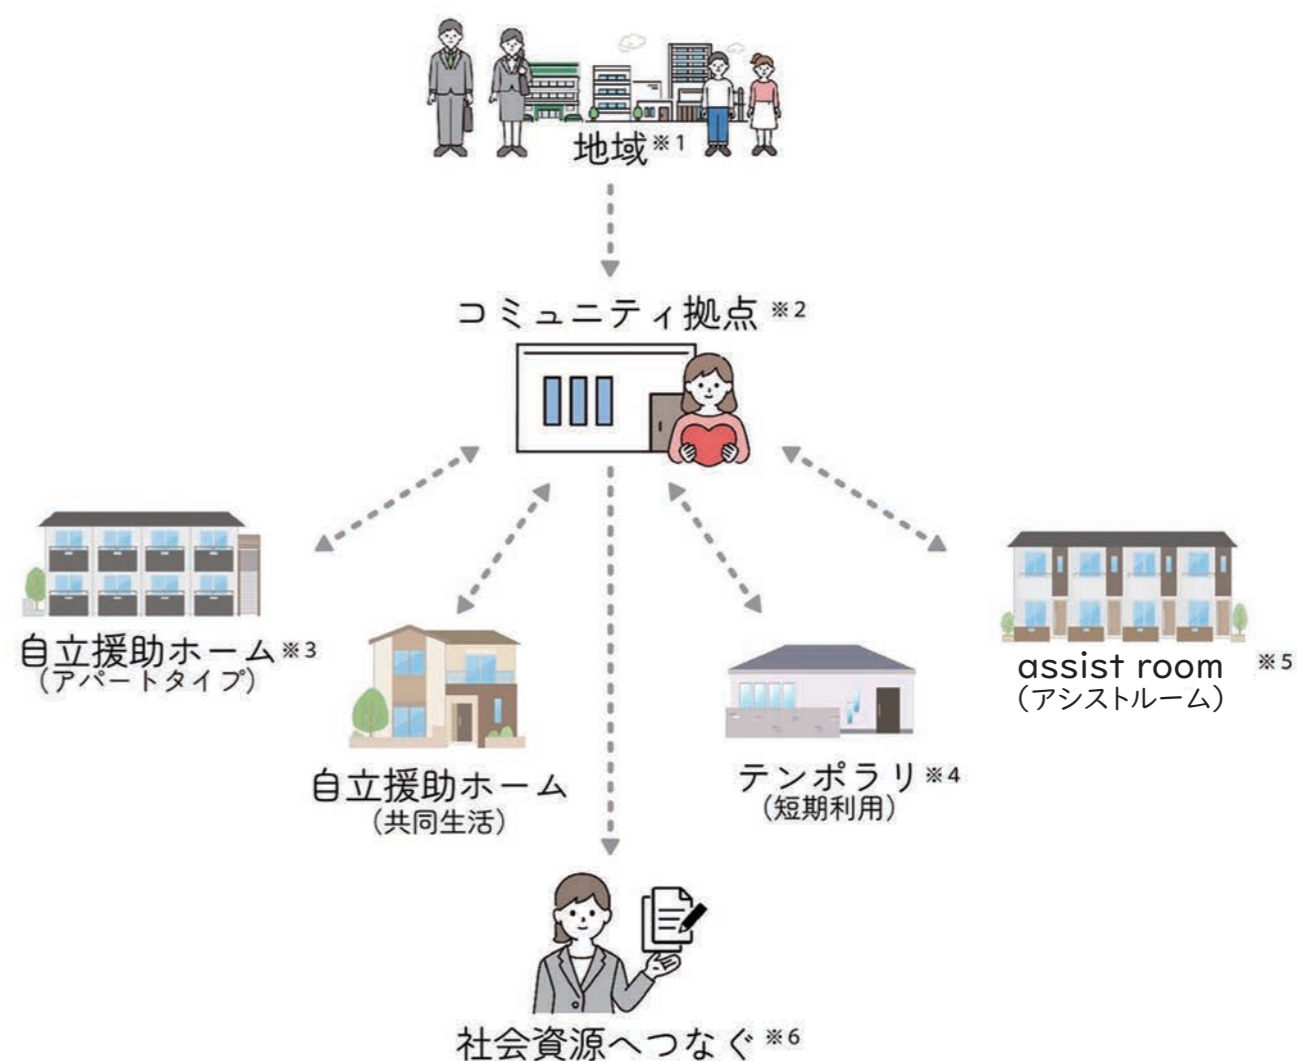 地域※1
コミュニティ拠点※2
自立援助ホーム※3
（アパートタイプ）
自立援助ホーム
（共同生活）
テンポラリ※4
（短期利用）
assist room ※5
（アシストルーム）
社会資源へつなぐ※6